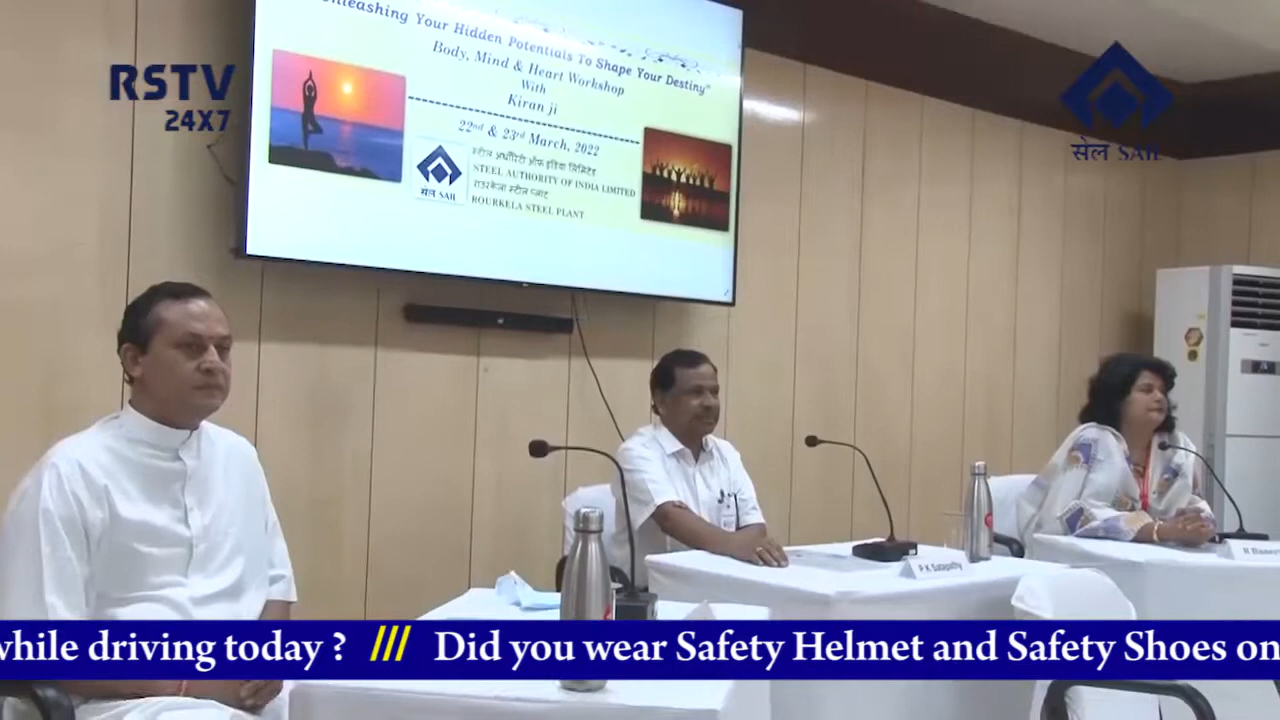 RSTV
24X7
Unleashing Your Hidden Potentials To Shape Your Destiny"
Body, Mind & Heart Workshop
With
Kiran ji
22nd & 23rd March, 2022
सेल SAIL
स्टील अथॉरिटी ऑफ इंडिया लिमिटेड
STEEL AUTHORITY OF INDIA LIMITED
राउरकेला स्टील प्लांट
ROURKELA STEEL PLANT
सेल SAIL
P K Satapathy
while driving today ? /// Did you wear Safety Helmet and Safety Shoes on